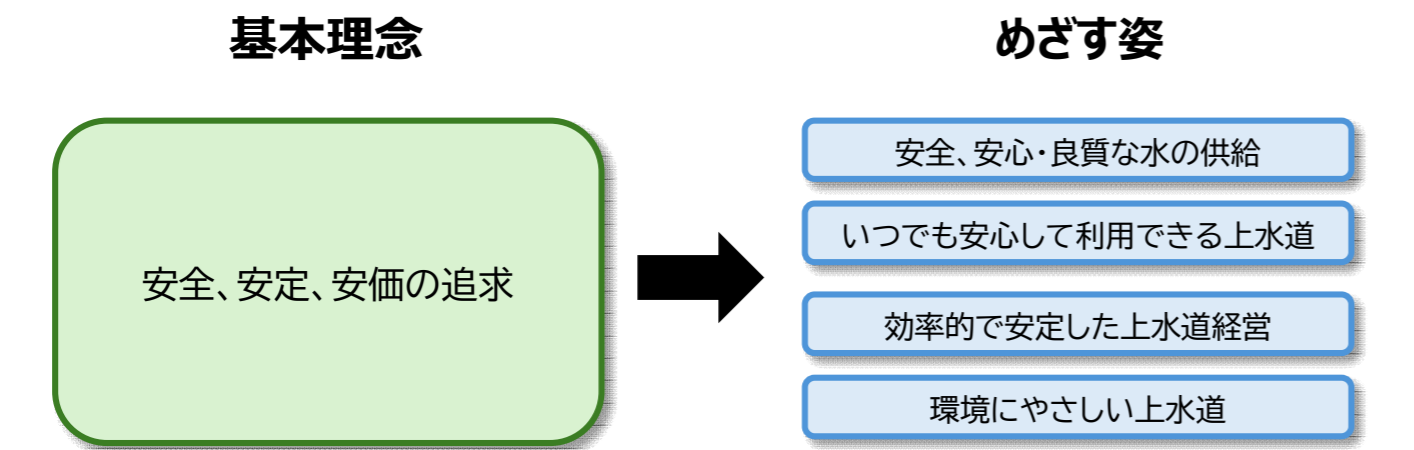 基本理念
めざす姿
安全、安定、安価の追求
安全、安心・良質な水の供給
いつでも安心して利用できる上水道
効率的で安定した上水道経営
環境にやさしい上水道